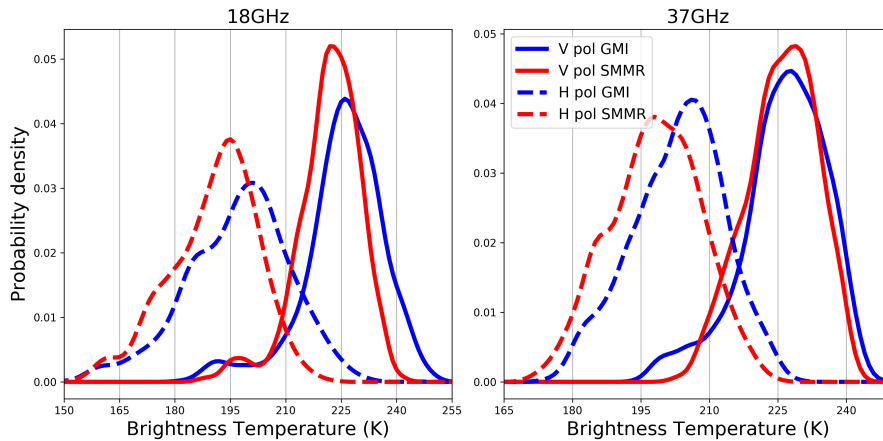 18GHz
37GHz
0.05
0.04
0.03
0.02
0.01
0.00
Probability density
150 165 180 195 210 225 240 255
Brightness Temperature (K)
0.05
0.04
0.03
0.02
0.01
0.00
V pol GMI
V pol SMMR
H pol GMI
H pol SMMR
165 180 195 210 225 240
Brightness Temperature (K)